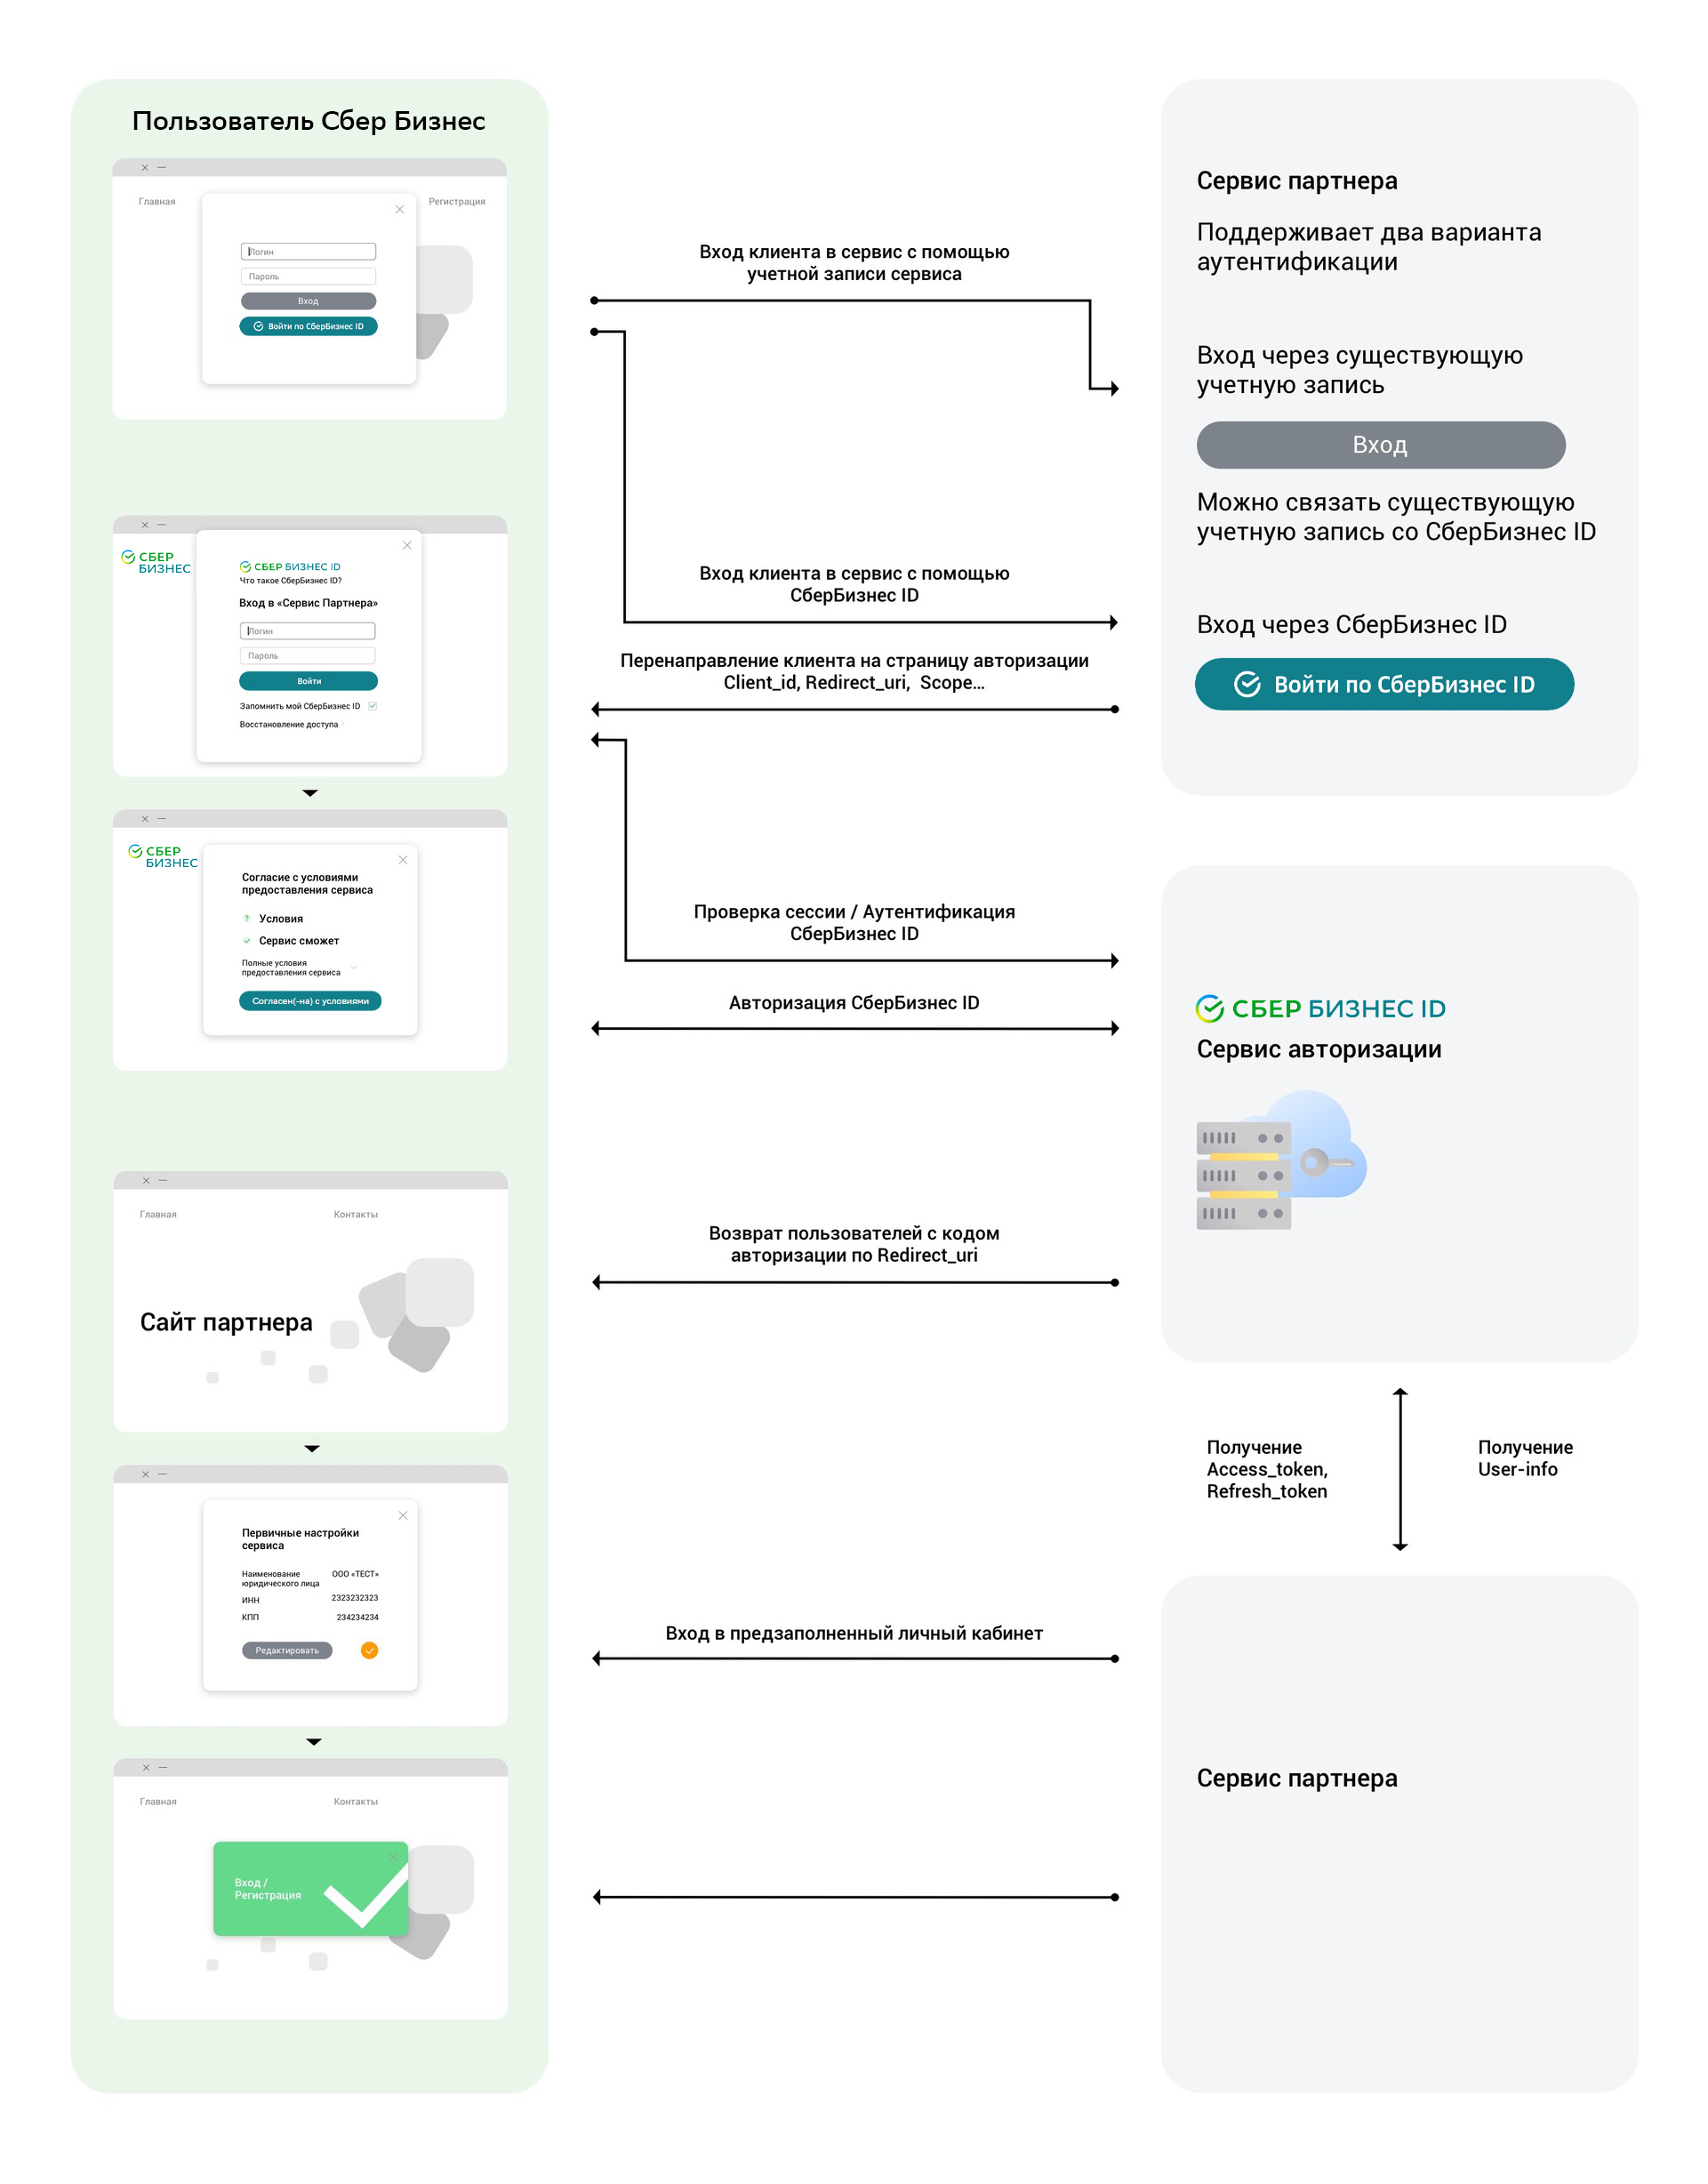 Пользователь Сбер Бизнес
Главная
Регистрация
Логин
Пароль
Вход
Войти по СберБизнес ID
СБЕР
БИЗНЕС
СБЕР БИЗНЕС ID
Что такое СберБизнес ID?
Вход в «Сервис Партнера»
Логин
Пароль
Войти
Запомнить мой СберБизнес ID
Восстановление доступа
СБЕР
БИЗНЕС
Согласие с условиями
предоставления сервиса
Условия
Сервис сможет
Полные условия
предоставления сервиса
Согласен(-на) с условиями
Главная
Контакты
Сайт партнера
Первичные настройки
сервиса
Наименование
юридического лица
ООО «ТЕСТ»
ИНН
2323232323
КПП
234234234
Редактировать
Главная
Контакты
Вход /
Регистрация
Вход клиента в сервис с помощью
учетной записи сервиса
Вход клиента в сервис с помощью
СберБизнес ID
Перенаправление клиента на страницу авторизации
Client_id, Redirect_uri, Scope...
Проверка сессии / Аутентификация
СберБизнес ID
Авторизация СберБизнес ID
Возврат пользователей с кодом
авторизации по Redirect_uri
Вход в предзаполненный личный кабинет
Сервис партнера
Поддерживает два варианта
аутентификации
Вход через существующую
учетную запись
Вход
Можно связать существующую
учетную запись со СберБизнес ID
Вход через СберБизнес ID
Войти по СберБизнес ID
СБЕР БИЗНЕС ID
Сервис авторизации
Получение
Access_token,
Refresh_token
Получение
User-info
Сервис партнера